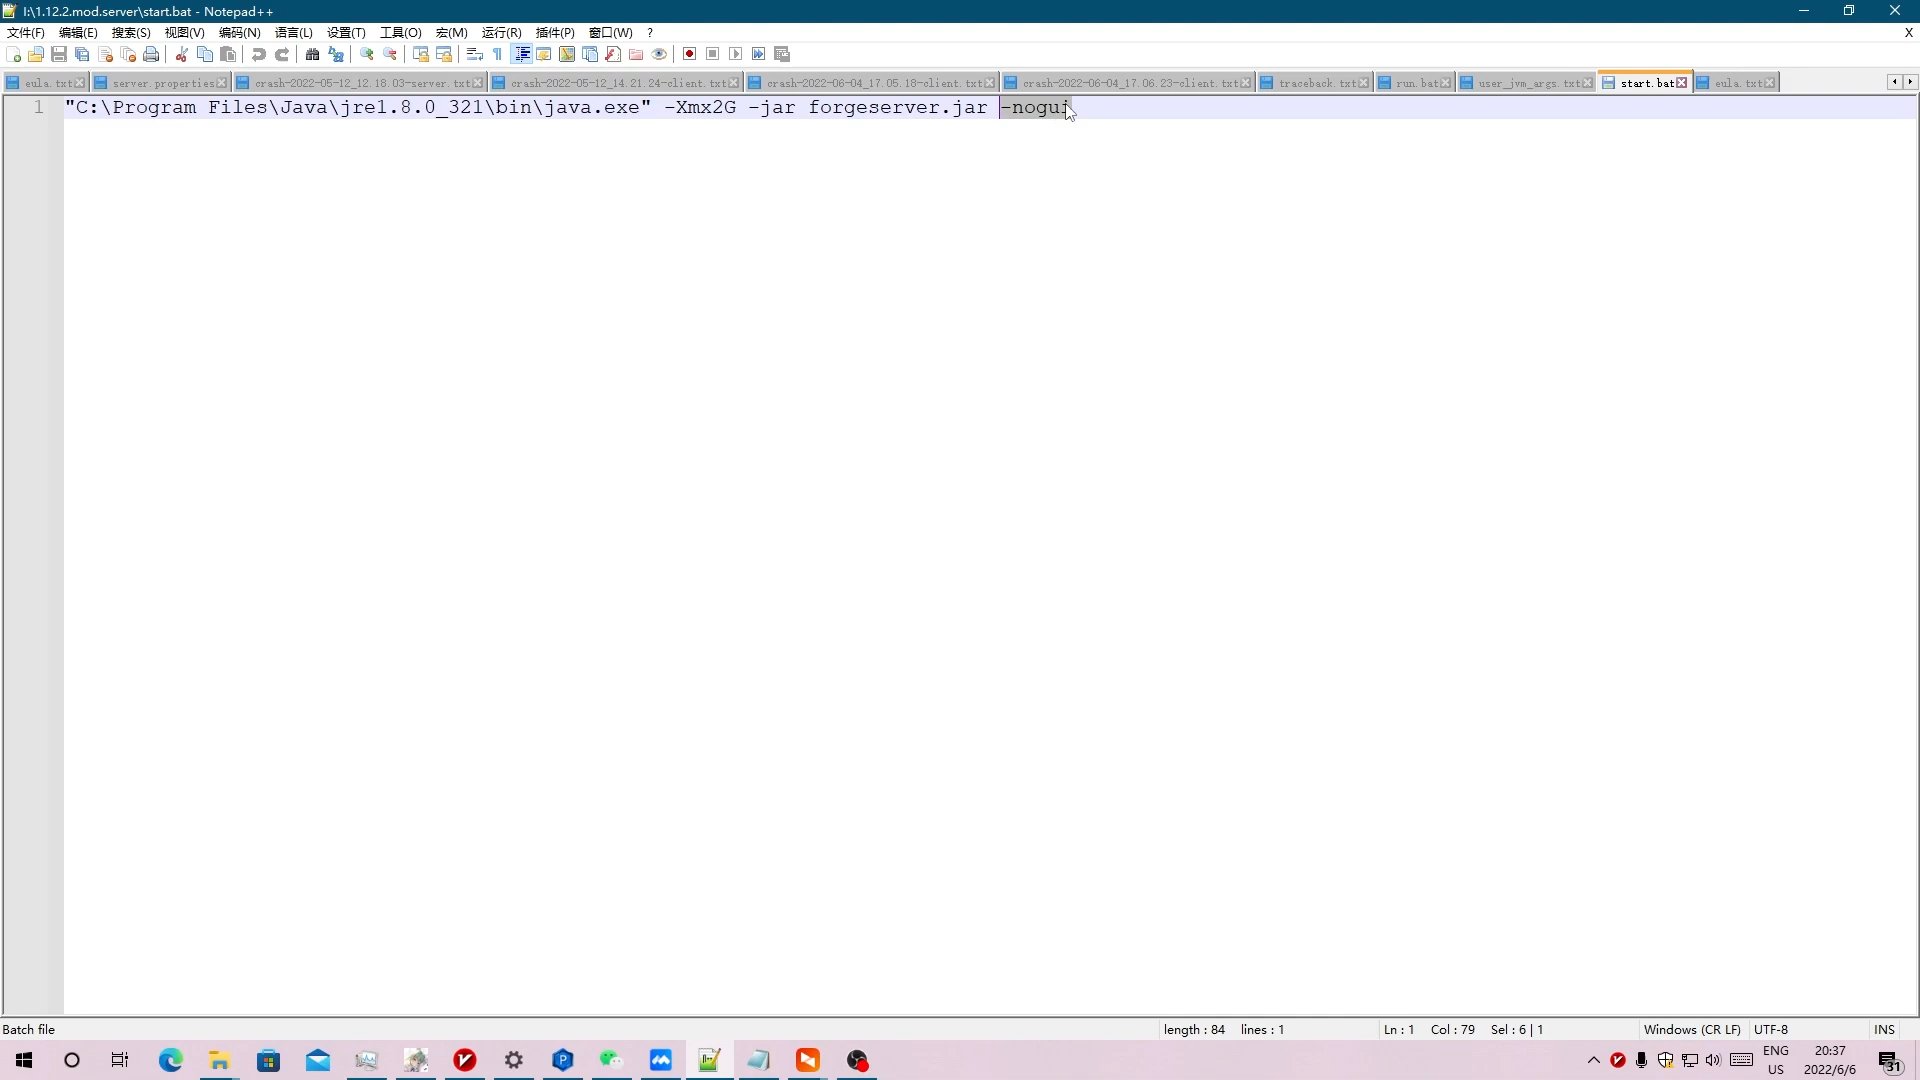 I:\1.12.2.mod.server\start.bat - Notepad++
文件(F) 编辑(E) 搜索(S) 视图(V) 编码(N) 语言(L) 设置(T) 工具(O) 宏(M) 运行(R) 插件(P) 窗口(W) ? X
eula.txt server.properties crash-2022-05-12_12.18.03-server.txt crash-2022-05-12_14.21.24-client.txt crash-2022-06-04_17.05.18-client.txt crash-2022-06-04_17.06.23-client.txt traceback.txt run.bat user_jvm_args.txt start.bat eula.txt
1 "C:\Program Files\Java\jre1.8.0_321\bin\java.exe" -Xmx2G -jar forgeserver.jar -nogui
Batch file length : 84 lines : 1 Ln : 1 Col : 79 Sel : 6 | 1 Windows (CR LF) UTF-8 INS
ENG 20:37
US 2022/6/6 31